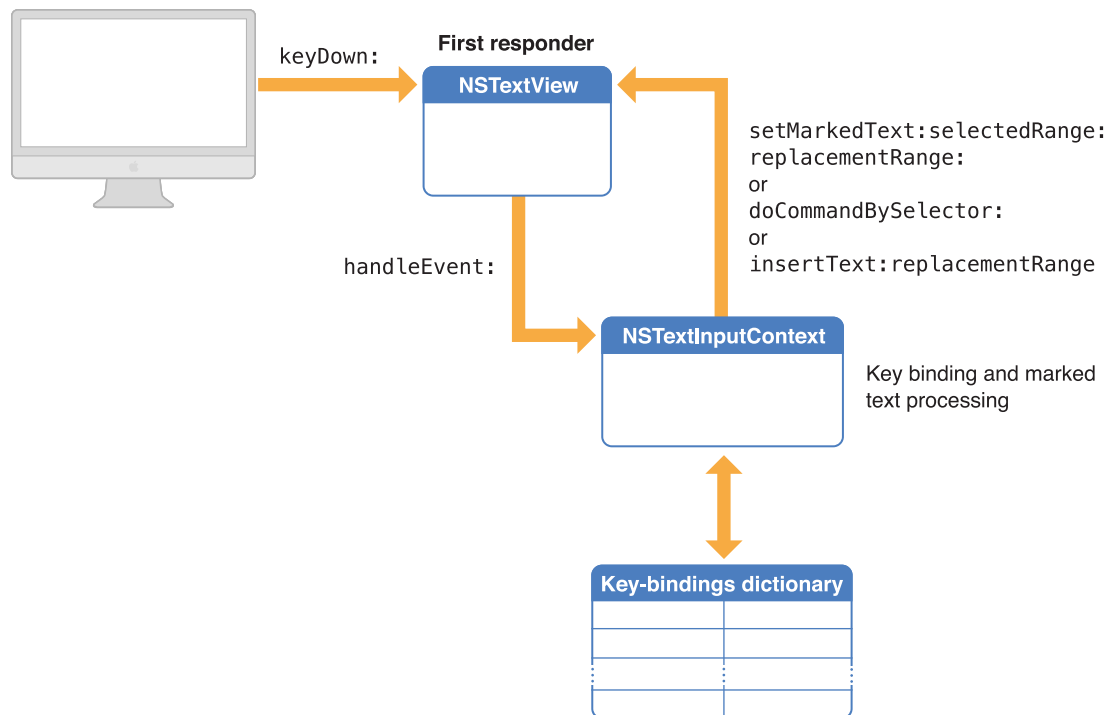 First responder
keyDown:
NSTextView
setMarkedText:selectedRange:
replacementRange:
or
doCommandBySelector:
or
insertText:replacementRange
handleEvent:
NSTextInputContext
Key binding and marked
text processing
Key-bindings dictionary